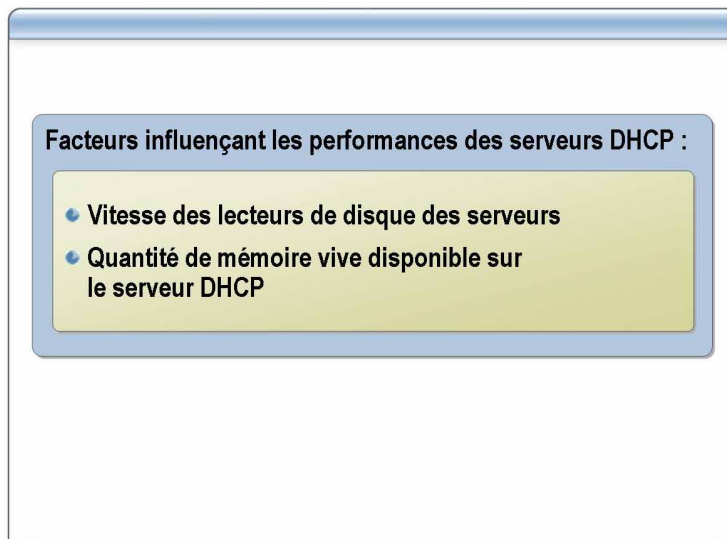 Facteurs influençant les performances des serveurs DHCP :
Vitesse des lecteurs de disque des serveurs
Quantité de mémoire vive disponible sur
le serveur DHCP